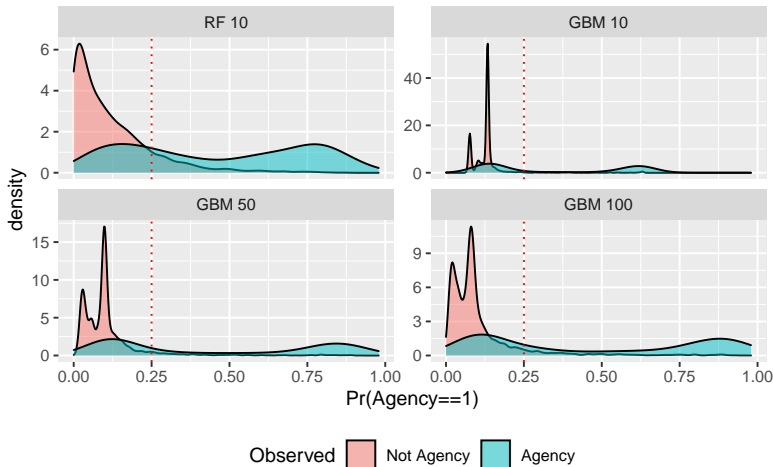 RF 10
GBM 10
6
4
2
0
40
20
0
GBM 50
GBM 100
15
10
5
0
9
6
3
0
density
0.00 0.25 0.50 0.75 1.00
0.00 0.25 0.50 0.75 1.00
Pr(Agency==1)
Observed Not Agency Agency